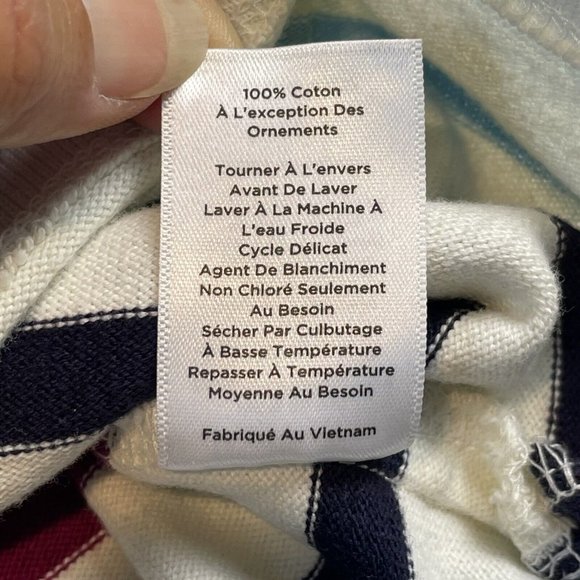 100% Coton
À L'exception Des
Ornements
Tourner À L'envers
Avant De Laver
Laver À La Machine À
L'eau Froide
Cycle Délicat
Agent De Blanchiment
Non Chloré Seulement
Au Besoin
Sécher Par Culbutage
À Basse Température
Repasser À Température
Moyenne Au Besoin
Fabriqué Au Vietnam